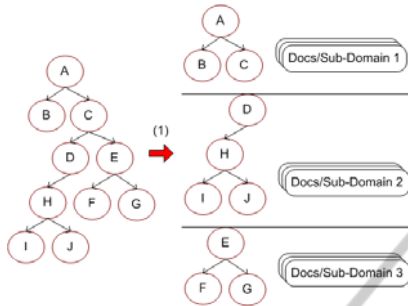 A
B C
D E
H F G
I J
(1)
A
B C
Docs/Sub-Domain 1
D
H
I J
Docs/Sub-Domain 2
E
F G
Docs/Sub-Domain 3